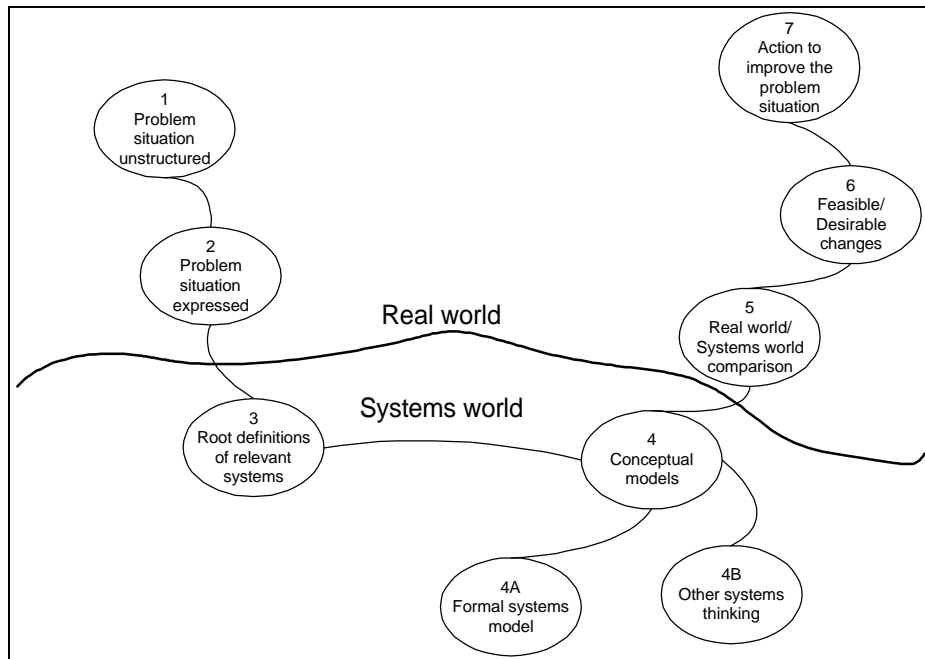 1
Problem
situation
unstructured
2
Problem
situation
expressed
Real world
Systems world
3
Root definitions
of relevant
systems
4
Conceptual
models
4A
Formal systems
model
4B
Other systems
thinking
5
Real world/
Systems world
comparison
6
Feasible/
Desirable
changes
7
Action to
improve the
problem
situation